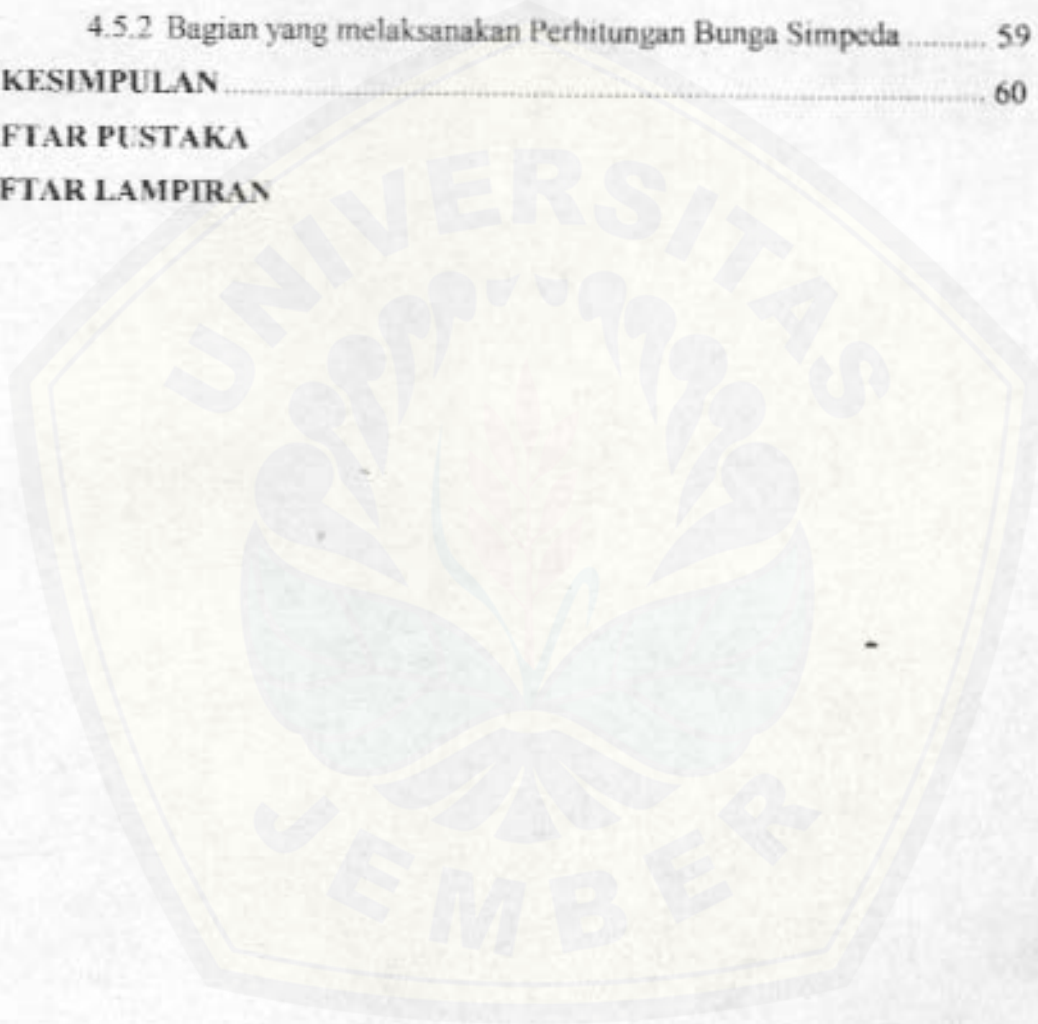 4.5.2 Bagian yang melaksanakan Perhitungan Bunga Simpeda .......... 59
KESIMPULAN .......... 60
FTAR PUSTAKA
FTAR LAMPIRAN
UNIVERSITAS
JEMBER